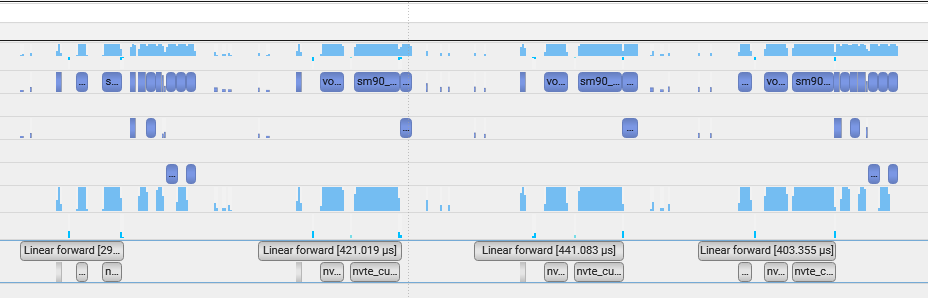 ... s... vo... sm90_... ... vo... sm90_... ... ... vo... sm90...
... ...
... ...
Linear forward [29... Linear forward [421.019 µs] Linear forward [441.083 µs] Linear forward [403.355 µs]
... n... nv... nvte_cu... nv... nvte_cu... ... nv... nvte_c...